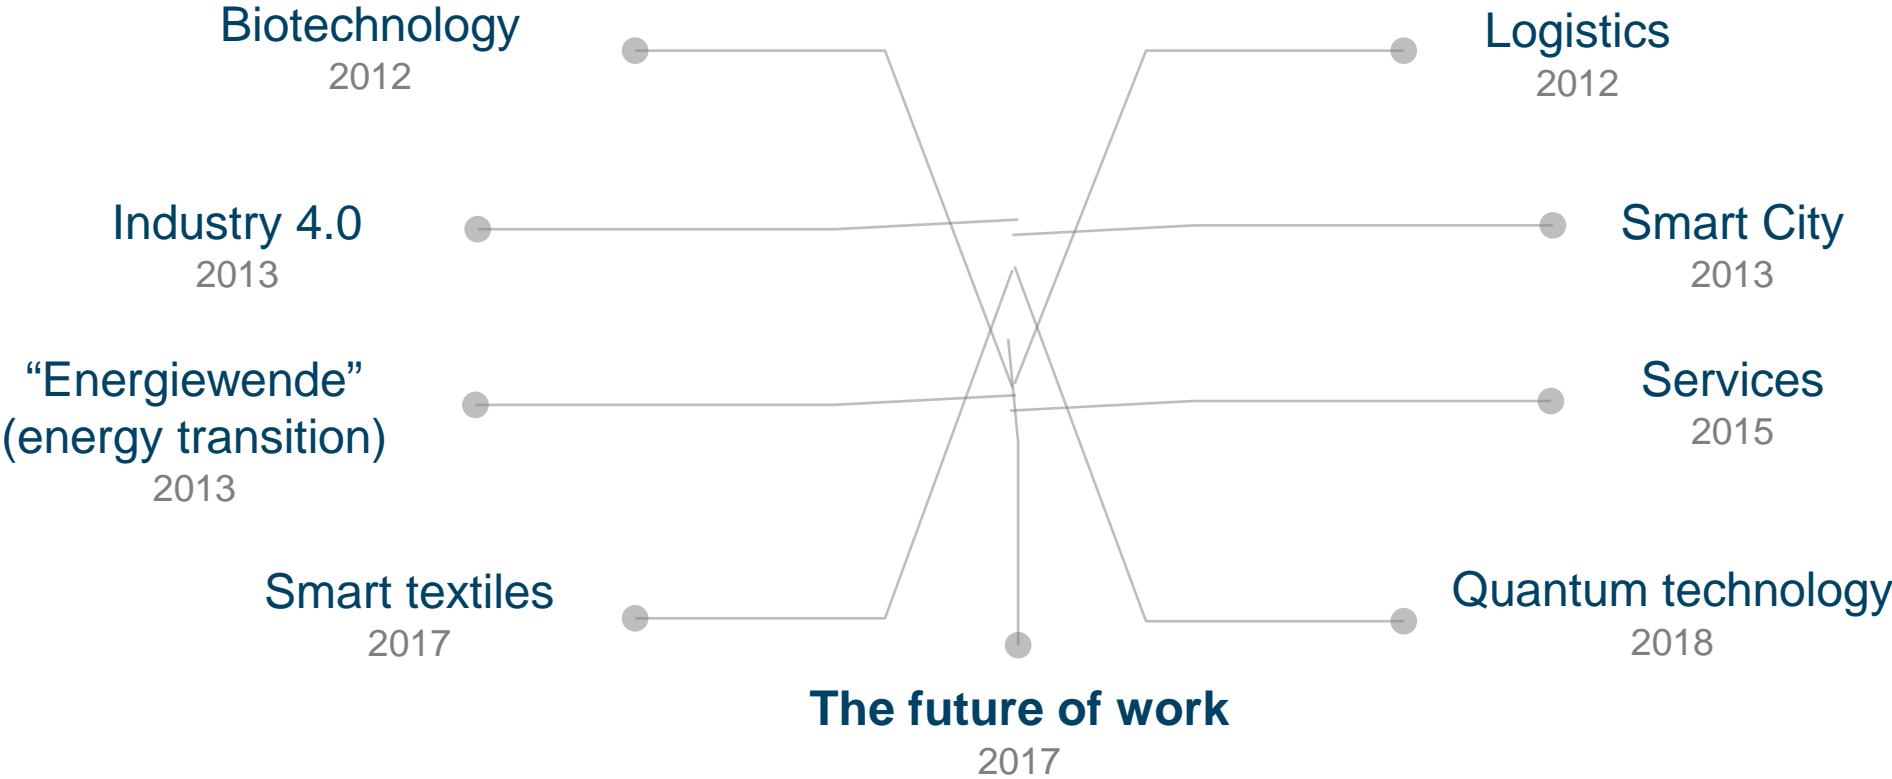 Biotechnology
2012
Logistics
2012
Industry 4.0
2013
Smart City
2013
“Energiewende”
(energy transition)
2013
Services
2015
Smart textiles
2017
Quantum technology
2018
The future of work
2017